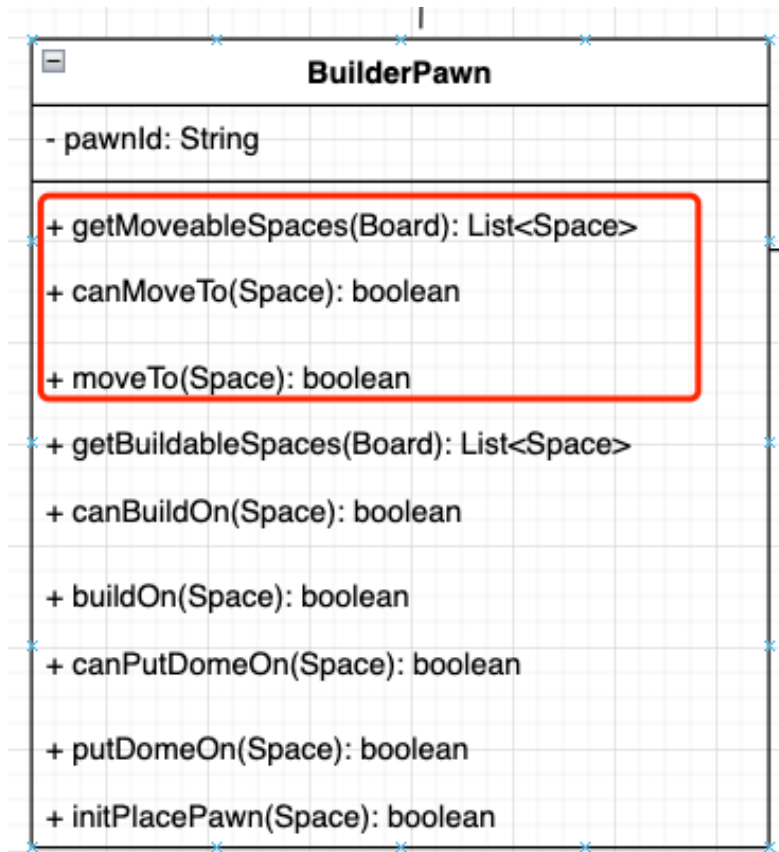 BuilderPawn
- pawnId: String
+ getMoveableSpaces(Board): List<Space>
+ canMoveTo(Space): boolean
+ moveTo(Space): boolean
+ getBuildableSpaces(Board): List<Space>
+ canBuildOn(Space): boolean
+ buildOn(Space): boolean
+ canPutDomeOn(Space): boolean
+ putDomeOn(Space): boolean
+ initPlacePawn(Space): boolean